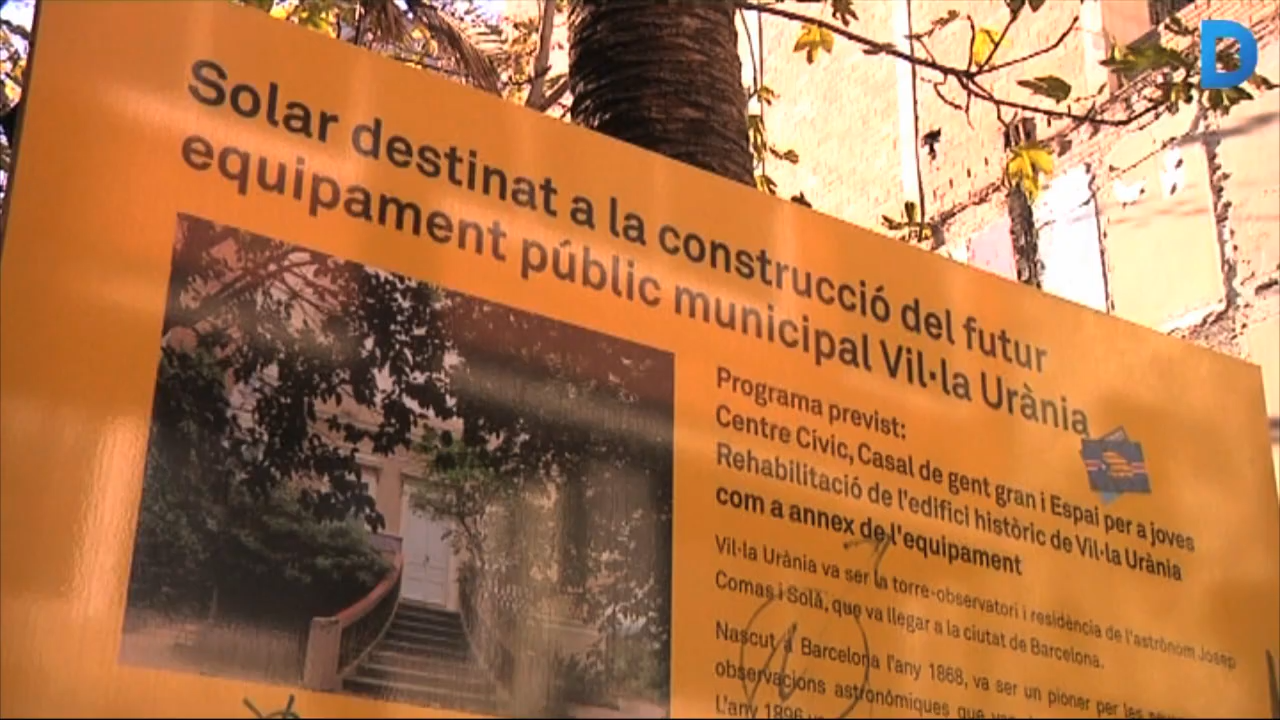 D
Solar destinat a la construcció del futur
equipament públic municipal Vil·la Urània
Programa previst:
Centre Cívic, Casal de gent gran i Espai per a joves
Rehabilitació de l'edifici històric de Vil·la Urània
com a annex de l'equipament
Vil·la Urània va ser la torre-observatori i residència de l'astrònom Josep
Comas i Solà, que va llegar a la ciutat de Barcelona.
Nascut a Barcelona l'any 1868, va ser un pioner per les
observacions astronòmiques que
L'any 1896